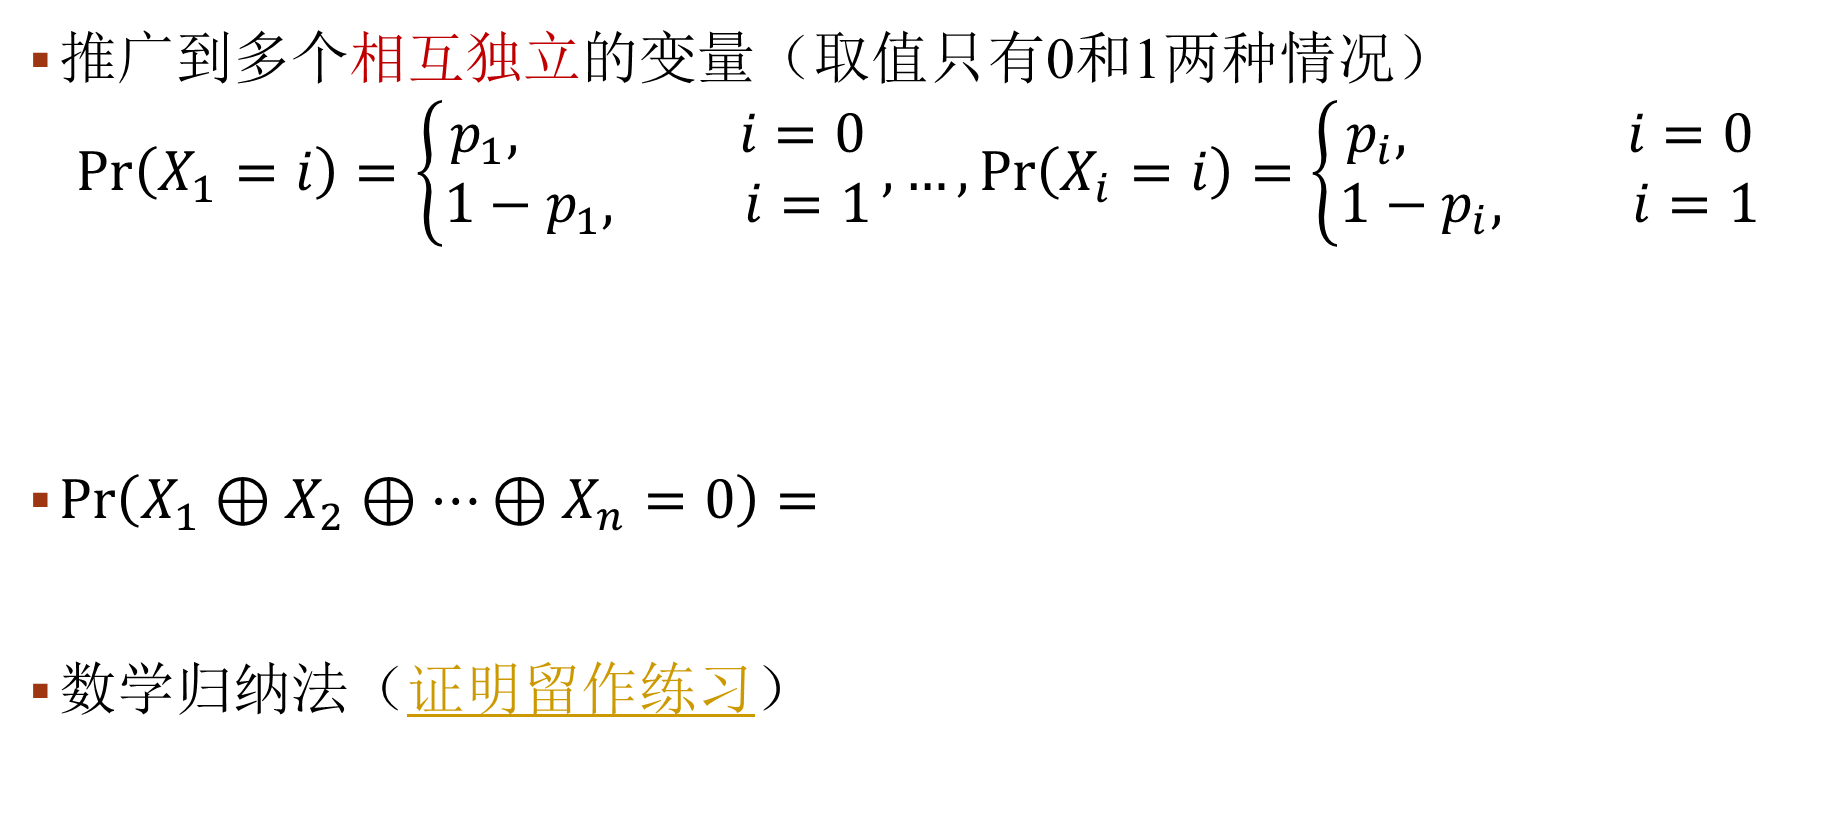 ▪推广到多个相互独立的变量（取值只有0和1两种情况）
Pr(X₁ = i) = { p₁, i = 0; 1 − p₁, i = 1 , … , Pr(Xᵢ = i) = { pᵢ, i = 0; 1 − pᵢ, i = 1
▪Pr(X₁ ⊕ X₂ ⊕ ⋯ ⊕ Xₙ = 0) =
▪数学归纳法（证明留作练习）